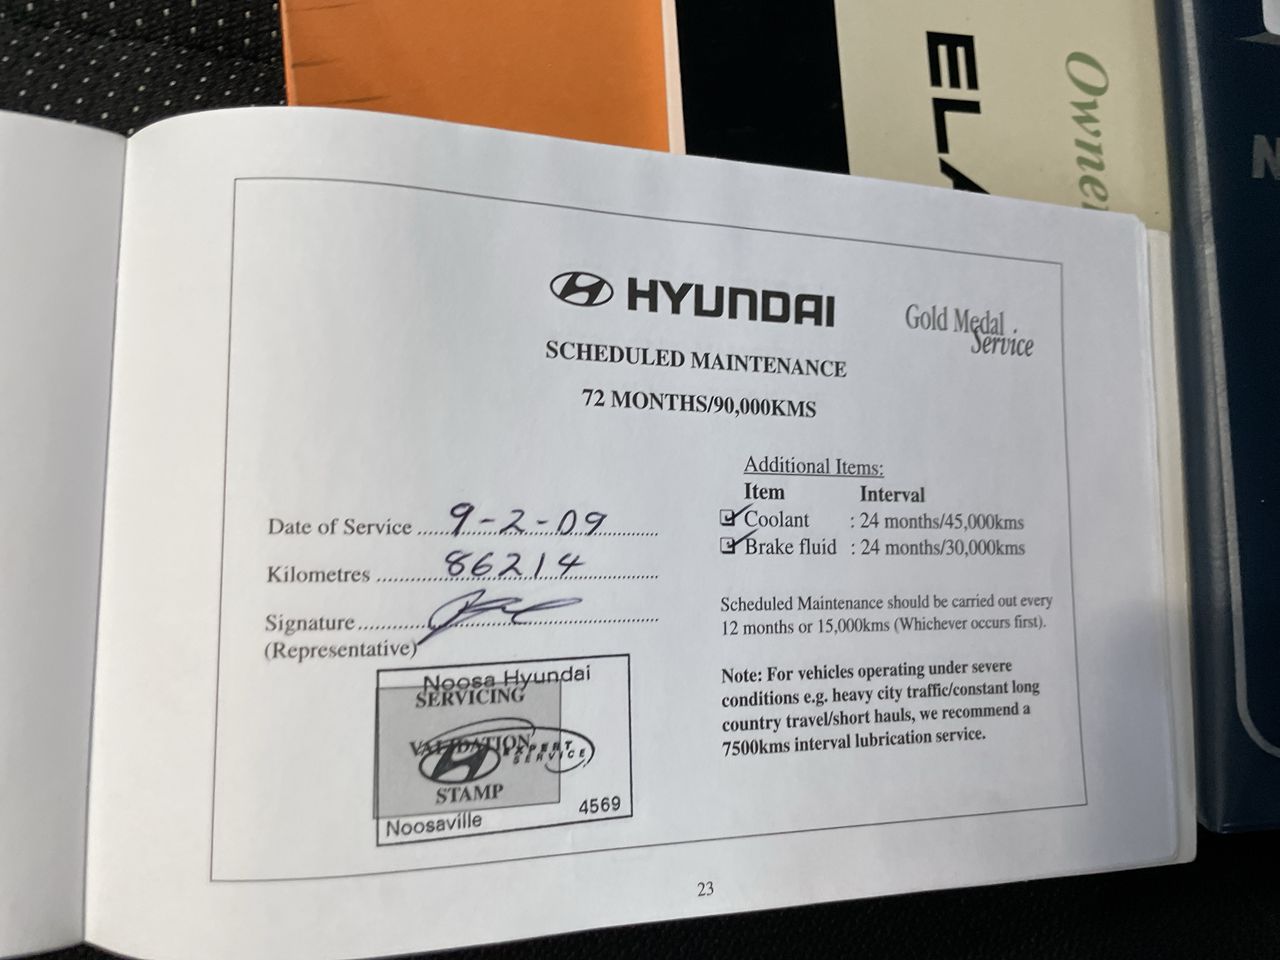 ELA
Owne
N
HYUNDAI
Gold Medal
Service
SCHEDULED MAINTENANCE
72 MONTHS/90,000KMS
Date of Service 9-2-09
Kilometres 86214
Signature
(Representative)
Additional Items:
Item Interval
Coolant : 24 months/45,000kms
Brake fluid : 24 months/30,000kms
Scheduled Maintenance should be carried out every
12 months or 15,000kms (Whichever occurs first).
Note: For vehicles operating under severe
conditions e.g. heavy city traffic/constant long
country travel/short hauls, we recommend a
7500kms interval lubrication service.
Noosa Hyundai
SERVICING
VALIDATION
EXPERT
SERVICE
STAMP
Noosaville 4569
23